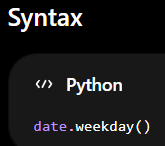 Syntax
</> Python
date.weekday()